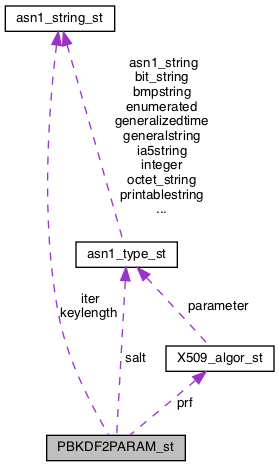 asn1_string_st
asn1_string
bit_string
bmpstring
enumerated
generalizedtime
generalstring
ia5string
integer
octet_string
printablestring
...
asn1_type_st
iter
keylength
parameter
salt
X509_algor_st
prf
PBKDF2PARAM_st